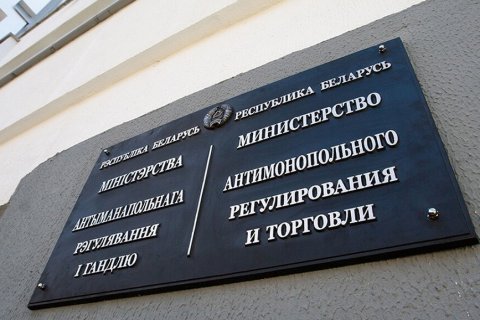 РЭСПУБЛІКА БЕЛАРУСЬ
МІНІСТЭРСТВА
АНТЫМАНАПОЛЬНАГА
РЭГУЛЯВАННЯ
І ГАНДЛЮ
РЕСПУБЛИКА БЕЛАРУСЬ
МИНИСТЕРСТВО
АНТИМОНОПОЛЬНОГО
РЕГУЛИРОВАНИЯ
И ТОРГОВЛИ